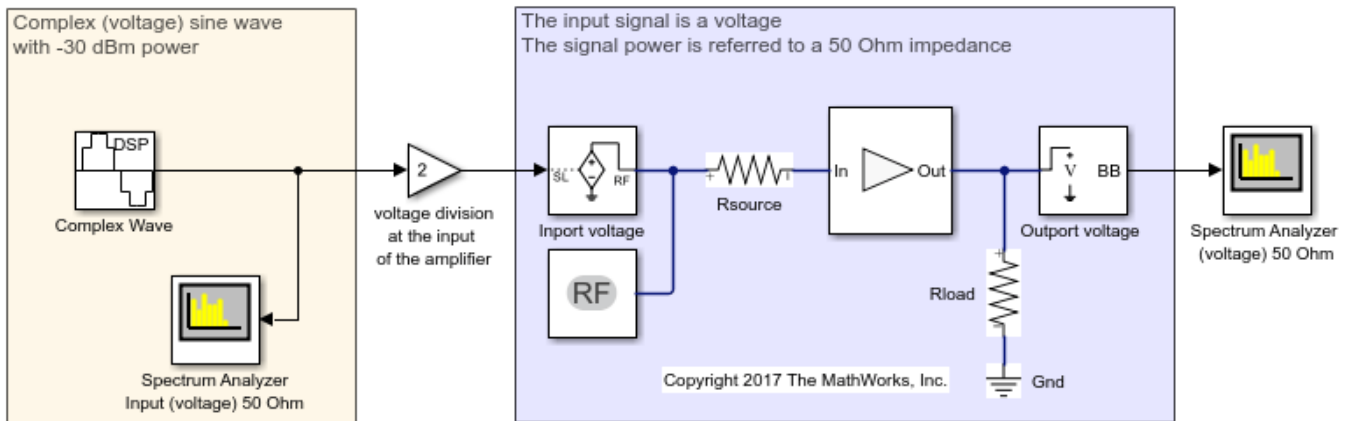 Complex (voltage) sine wave
with -30 dBm power
The input signal is a voltage
The signal power is referred to a 50 Ohm impedance
DSP
Complex Wave
2
voltage division
at the input
of the amplifier
SL
RF
Inport voltage
RF
Rsource
In
Out
V
BB
Outport voltage
Spectrum Analyzer
(voltage) 50 Ohm
Rload
Gnd
Spectrum Analyzer
Input (voltage) 50 Ohm
Copyright 2017 The MathWorks, Inc.